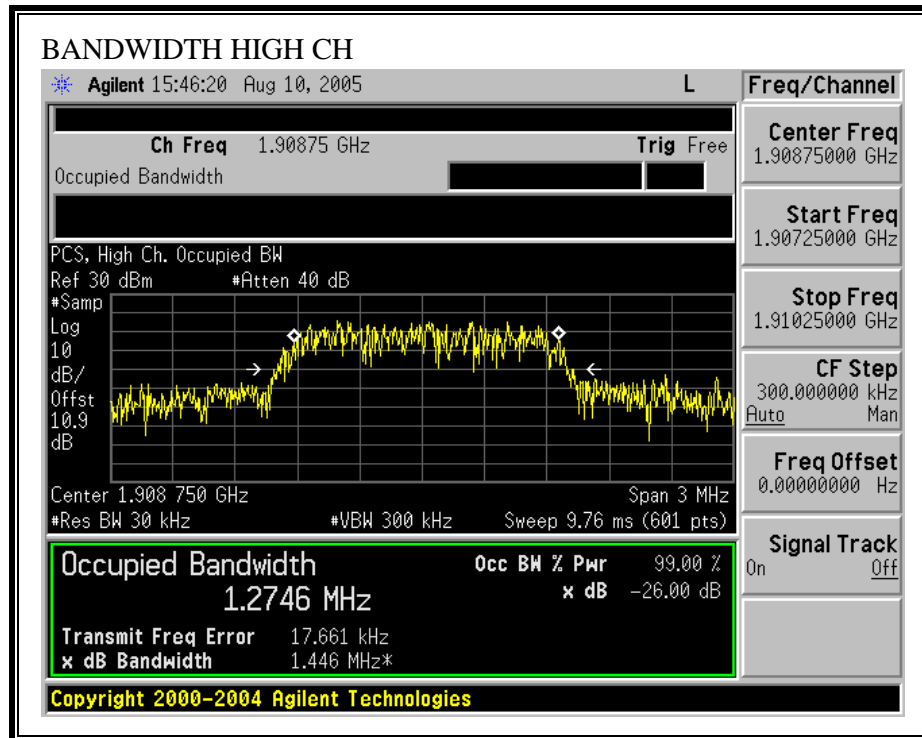 BANDWIDTH HIGH CH
Agilent 15:46:20 Aug 10, 2005 L Freq/Channel
Ch Freq 1.90875 GHz Trig Free
Occupied Bandwidth
Center Freq
1.90875000 GHz
Start Freq
1.90725000 GHz
Stop Freq
1.91025000 GHz
CF Step
300.000000 kHz
Auto Man
Freq Offset
0.00000000 Hz
Signal Track
On Off
PCS, High Ch. Occupied BW
Ref 30 dBm #Atten 40 dB
#Samp
Log
10
dB/
Offst
10.9
dB
Center 1.908 750 GHz Span 3 MHz
#Res BW 30 kHz #VBW 300 kHz Sweep 9.76 ms (601 pts)
Occupied Bandwidth Occ BW % Pwr 99.00 %
1.2746 MHz x dB -26.00 dB
Transmit Freq Error 17.661 kHz
x dB Bandwidth 1.446 MHz*
Copyright 2000-2004 Agilent Technologies